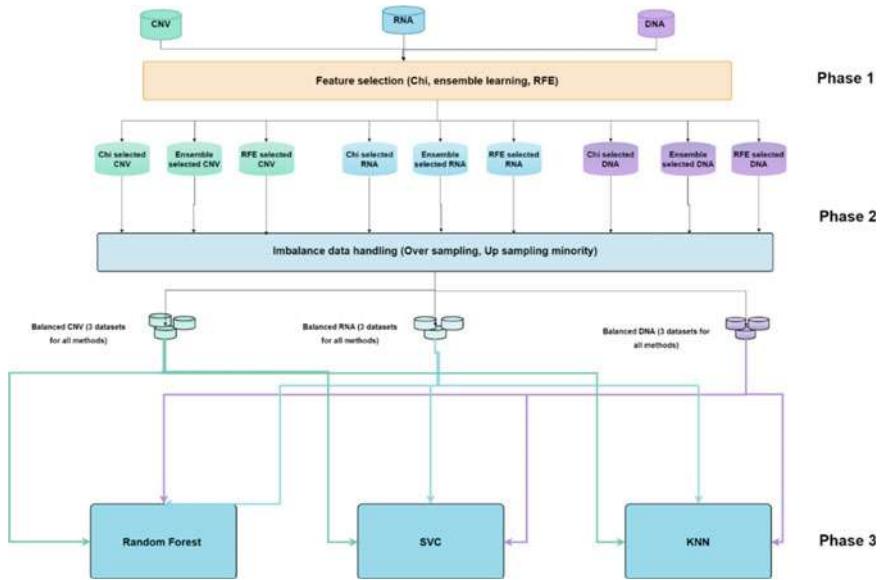 CNV
RNA
DNA
Feature selection (Chi, ensemble learning, RFE)
Phase 1
Chi selected
CNV
Ensemble
selected CNV
RFE selected
CNV
Chi selected
RNA
Ensemble
selected RNA
RFE selected
RNA
Chi selected
DNA
Ensemble
selected DNA
RFE selected
DNA
Phase 2
Imbalance data handling (Over sampling, Up sampling minority)
Balanced CNV (3 datasets
for all methods)
Balanced RNA (3 datasets
for all methods)
Balanced DNA (3 datasets for
all methods)
Random Forest
SVC
KNN
Phase 3